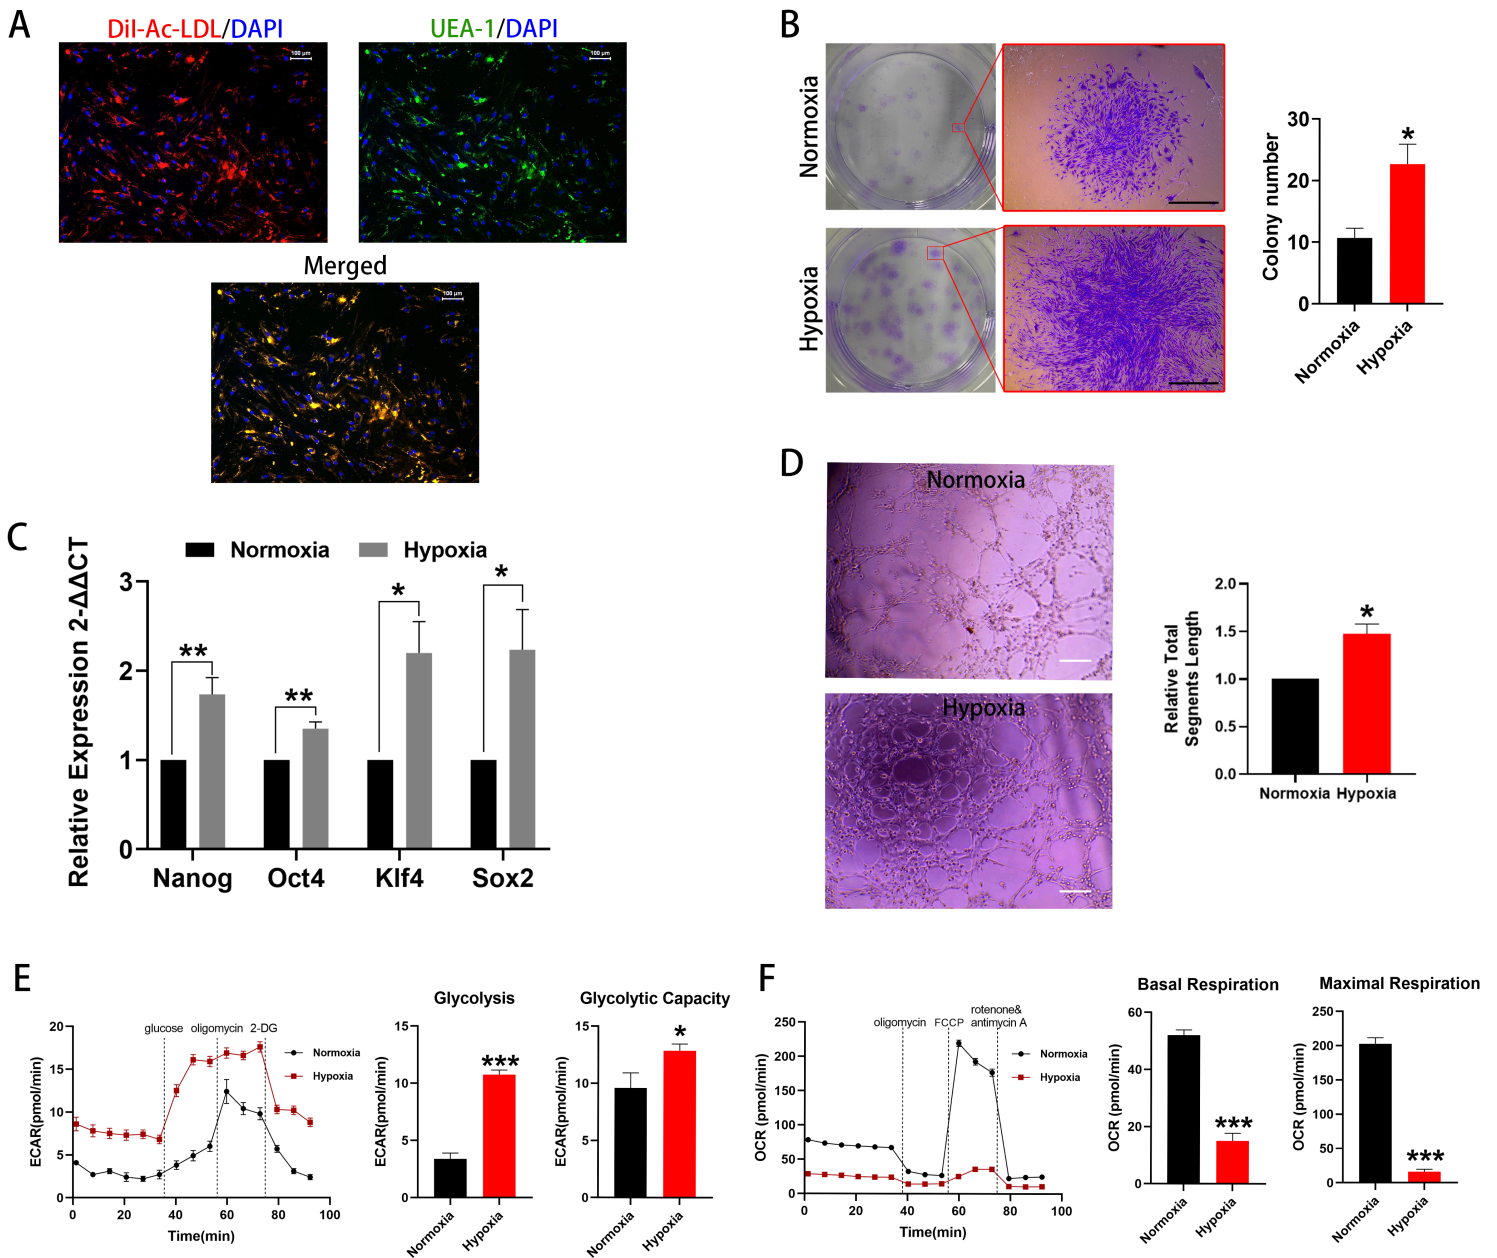 A
DiI-Ac-LDL/DAPI
UEA-1/DAPI
100 μm
100 μm
Merged
100 μm
B
Normoxia
Hypoxia
Colony number
30
20
10
0
*
Normoxia
Hypoxia
C
Normoxia
Hypoxia
Relative Expression 2-ΔΔCT
3
2
1
0
**
**
*
*
Nanog
Oct4
Klf4
Sox2
D
Normoxia
Hypoxia
Relative Total
Segnents Length
2.0
1.5
1.0
0.5
0.0
*
Normoxia
Hypoxia
E
ECAR(pmol/min)
20
15
10
5
0
glucose
oligomycin
2-DG
Normoxia
Hypoxia
0
20
40
60
80
100
Time(min)
Glycolysis
ECAR(pmol/min)
15
10
5
0
***
Normoxia
Hypoxia
Glycolytic Capacity
ECAR(pmol/min)
15
10
5
0
*
Normoxia
Hypoxia
F
OCR (pmol/min)
250
200
150
100
50
0
oligomycin
FCCP
rotenone&
antimycin A
Normoxia
Hypoxia
0
20
40
60
80
100
Time(min)
Basal Respiration
OCR (pmol/min)
60
40
20
0
***
Normoxia
Hypoxia
Maximal Respiration
OCR (pmol/min)
250
200
150
100
50
0
***
Normoxia
Hypoxia